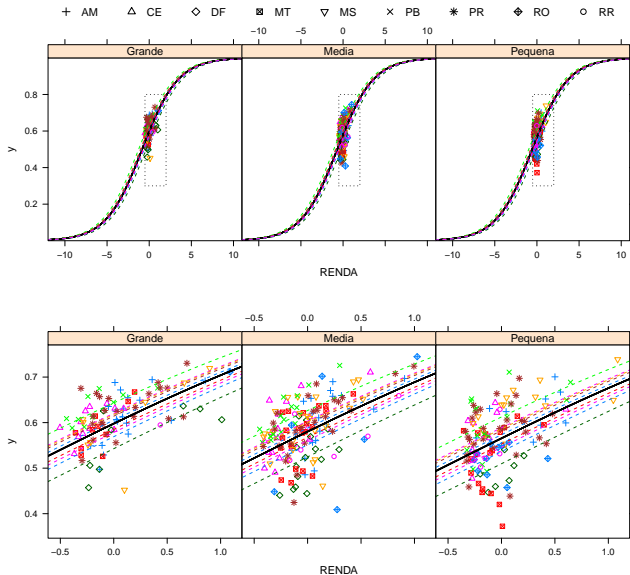 AM CE DF MT MS PB PR RO RR
−10 −5 0 5 10
Grande Media Pequena
0.8
0.6
0.4
0.2
y
−10 −5 0 5 10 −10 −5 0 5 10
RENDA
−0.5 0.0 0.5 1.0
Grande Media Pequena
0.7
0.6
0.5
0.4
y
−0.5 0.0 0.5 1.0 −0.5 0.0 0.5 1.0
RENDA